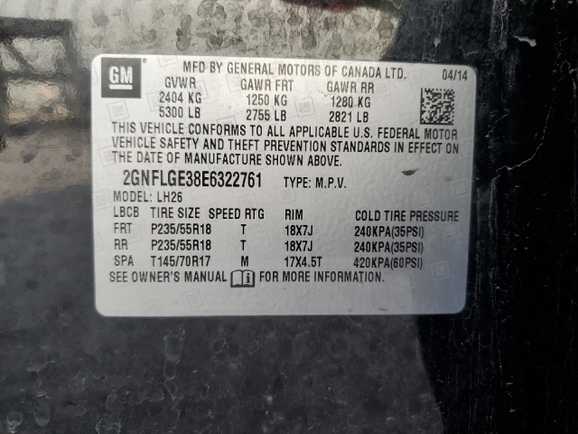 GM
MFD BY GENERAL MOTORS OF CANADA LTD. 04/14
GVWR GAWR FRT GAWR RR
2404 KG 1250 KG 1280 KG
5300 LB 2755 LB 2821 LB
THIS VEHICLE CONFORMS TO ALL APPLICABLE U.S. FEDERAL MOTOR
VEHICLE SAFETY AND THEFT PREVENTION STANDARDS IN EFFECT ON
THE DATE OF MANUFACTURE SHOWN ABOVE.
2GNFLGE38E6322761 TYPE: M.P.V.
MODEL: LH26
LBCB TIRE SIZE SPEED RTG RIM COLD TIRE PRESSURE
FRT P235/55R18 T 18X7J 240KPA(35PSI)
RR P235/55R18 T 18X7J 240KPA(35PSI)
SPA T145/70R17 M 17X4.5T 420KPA(60PSI)
SEE OWNER'S MANUAL FOR MORE INFORMATION